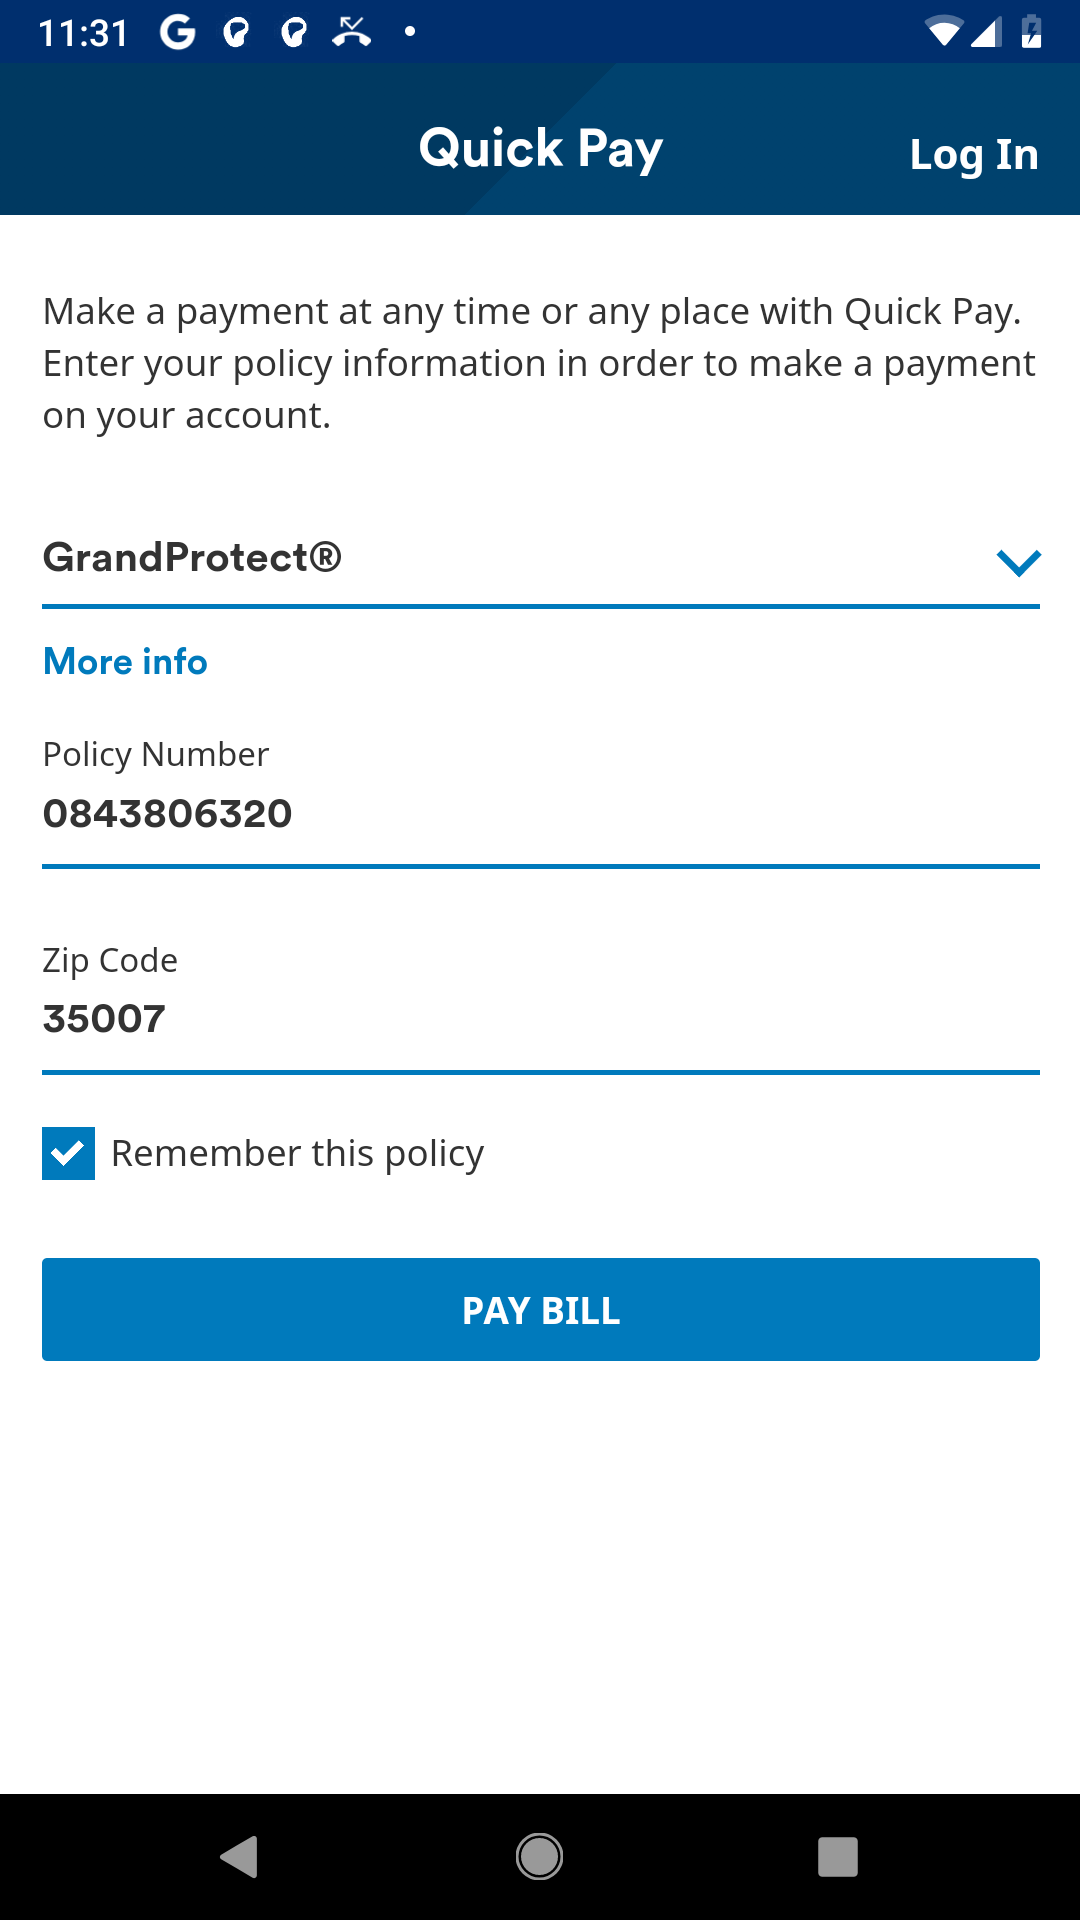 11:31
Quick Pay
Log In
Make a payment at any time or any place with Quick Pay.
Enter your policy information in order to make a payment
on your account.
GrandProtect®
More info
Policy Number
0843806320
Zip Code
35007
Remember this policy
PAY BILL